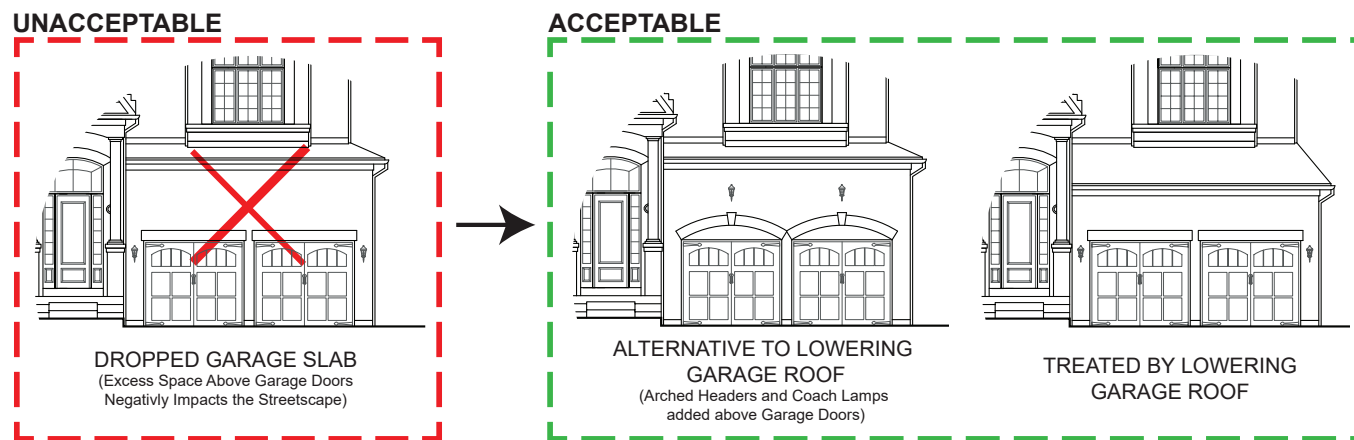 UNACCEPTABLE
DROPPED GARAGE SLAB
(Excess Space Above Garage Doors
Negativly Impacts the Streetscape)
ACCEPTABLE
ALTERNATIVE TO LOWERING
GARAGE ROOF
(Arched Headers and Coach Lamps
added above Garage Doors)
TREATED BY LOWERING
GARAGE ROOF